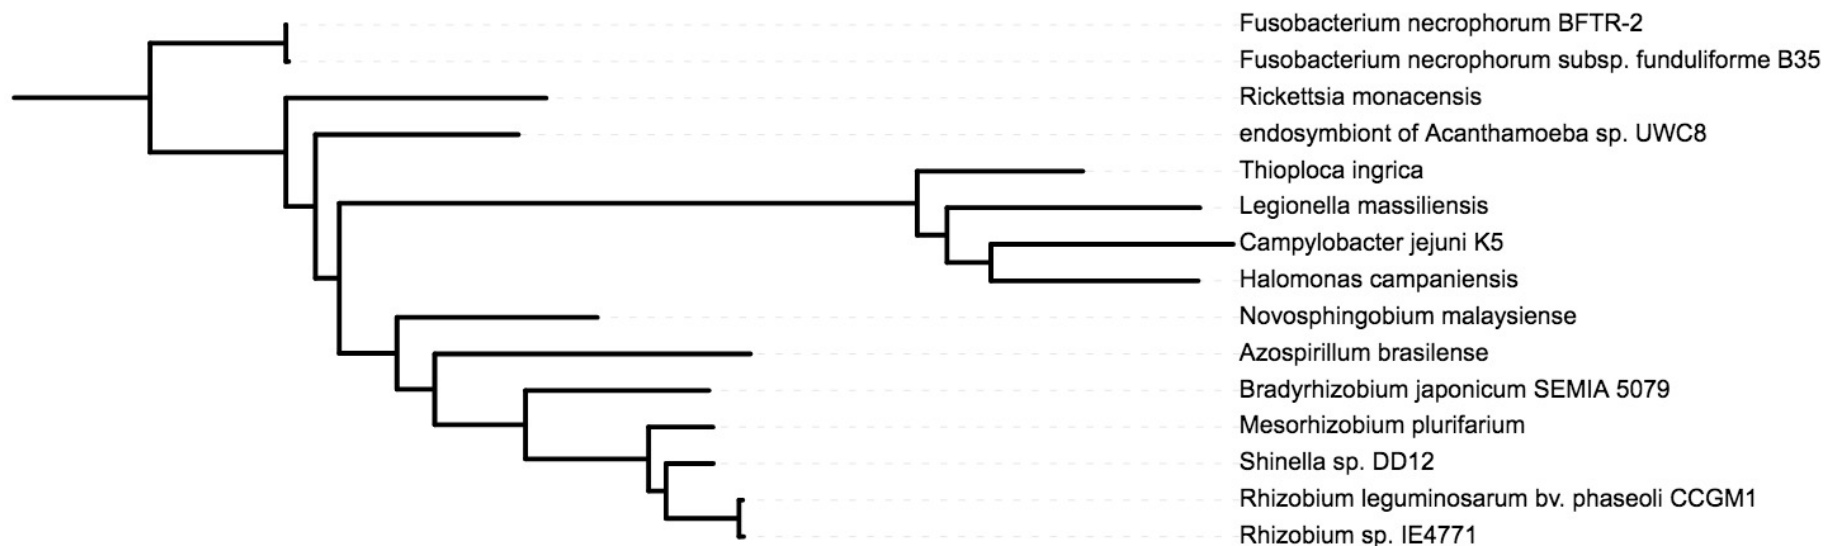 Fusobacterium necrophorum BFTR-2
Fusobacterium necrophorum subsp. funduliforme B35
Rickettsia monacensis
endosymbiont of Acanthamoeba sp. UWC8
Thioploca ingrica
Legionella massiliensis
Campylobacter jejuni K5
Halomonas campaniensis
Novosphingobium malaysiense
Azospirillum brasilense
Bradyrhizobium japonicum SEMIA 5079
Mesorhizobium plurifarium
Shinella sp. DD12
Rhizobium leguminosarum bv. phaseoli CCGM1
Rhizobium sp. IE4771